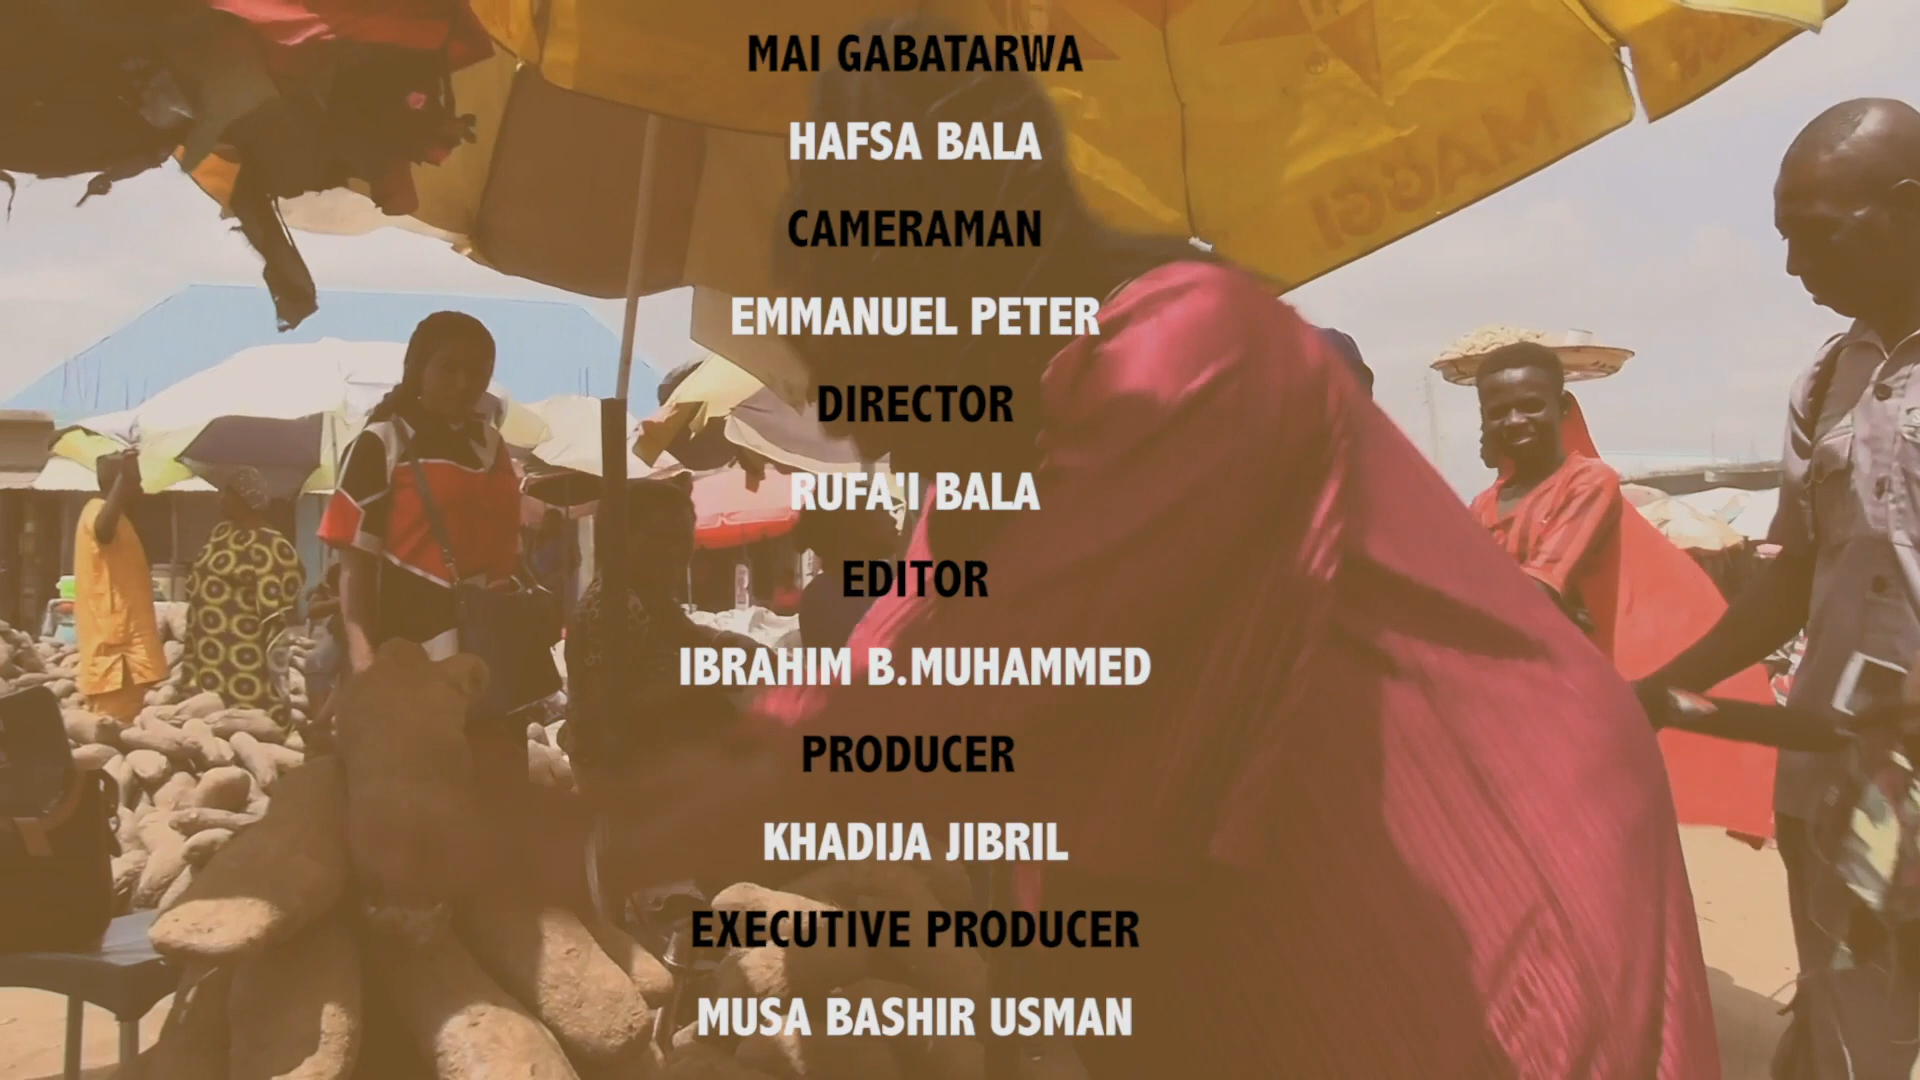 MAI GABATARWA
HAFSA BALA
CAMERAMAN
EMMANUEL PETER
DIRECTOR
RUFA'I BALA
EDITOR
IBRAHIM B.MUHAMMED
PRODUCER
KHADIJA JIBRIL
EXECUTIVE PRODUCER
MUSA BASHIR USMAN
MAGGI